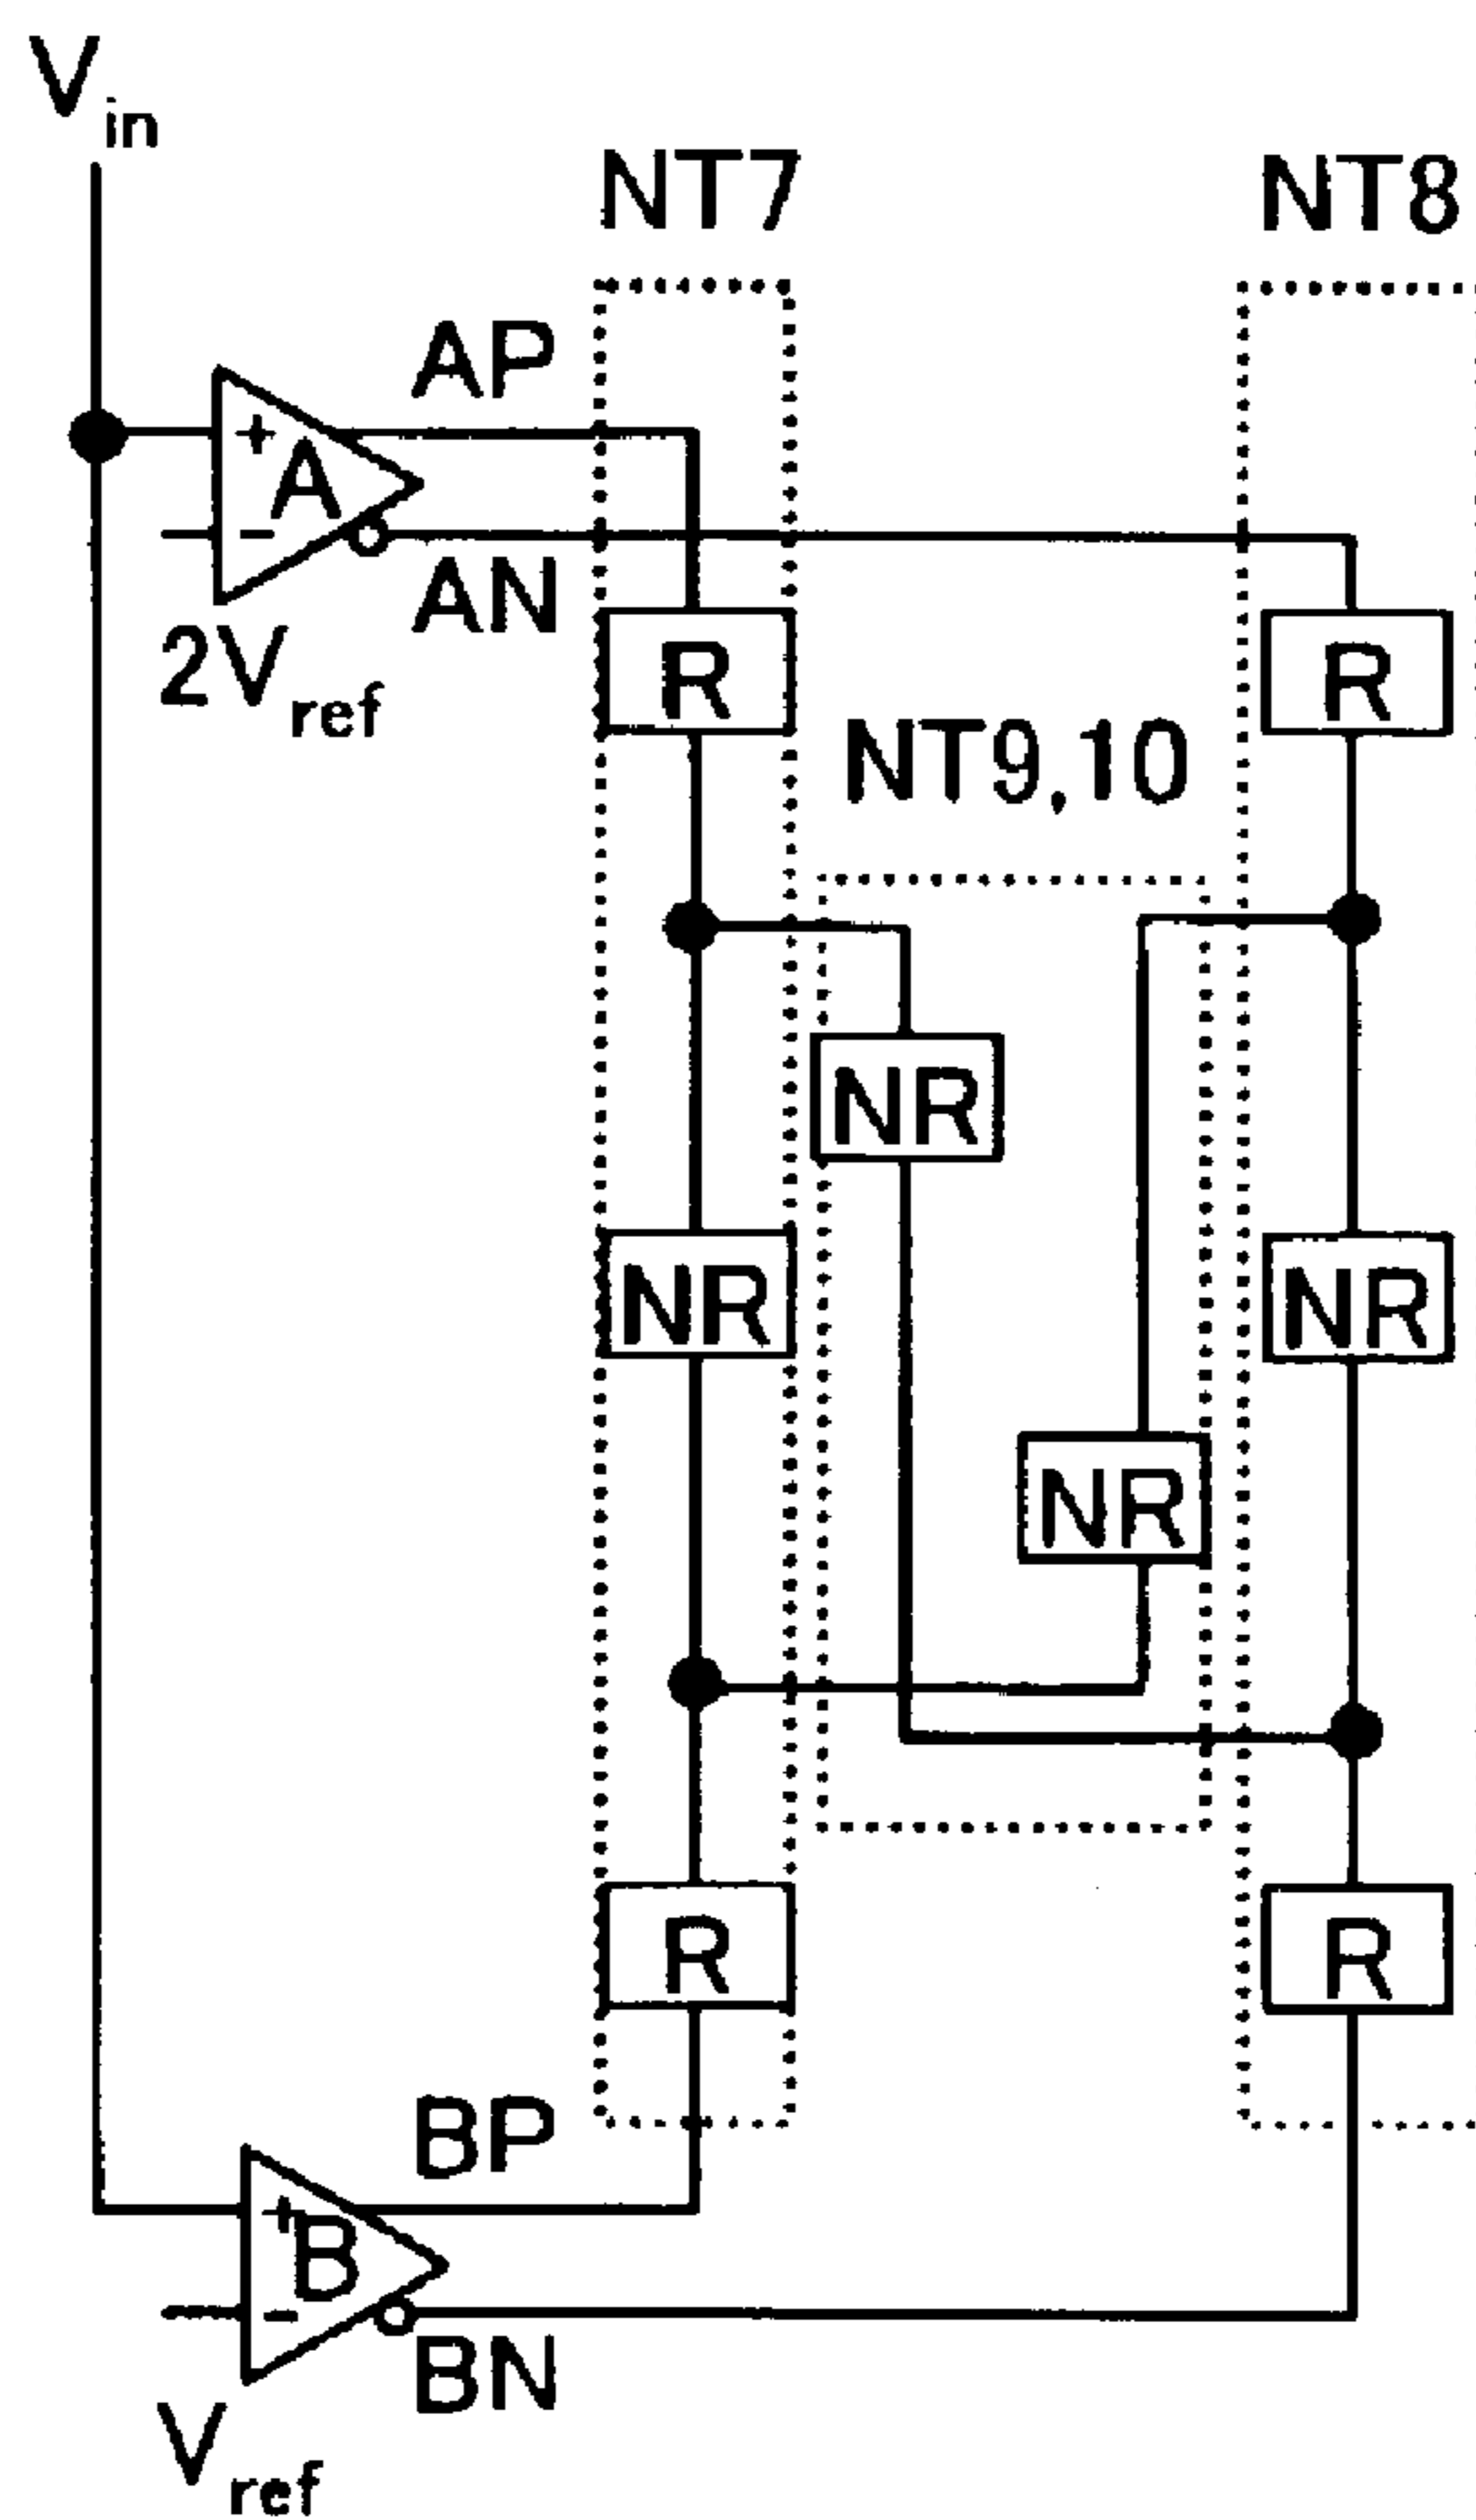 Vin
NT7
NT8
AP
+
A
-
AN
2Vref
R
R
NT9,10
NR
NR
NR
NR
R
R
BP
+
B
-
BN
Vref